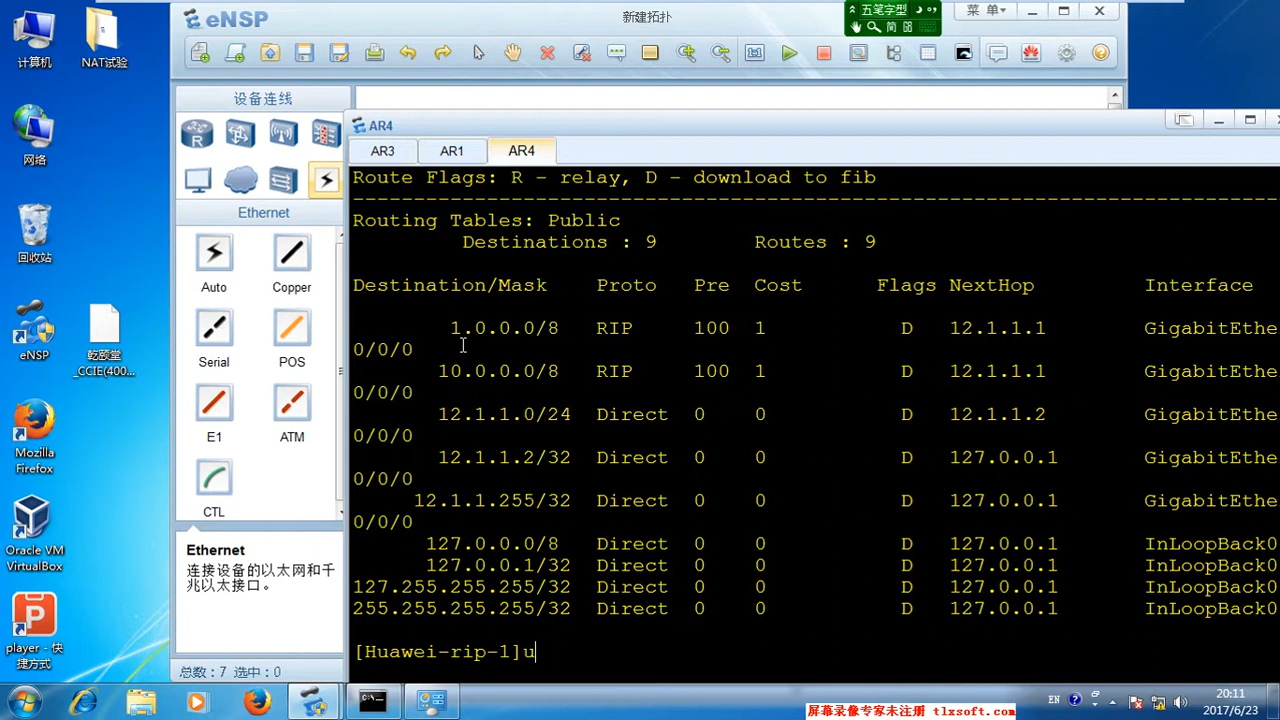 计算机
NAT试验
网络
回收站
eNSP
乾颐堂
_CCIE(400...
Mozilla
Firefox
Oracle VM
VirtualBox
player - 快
捷方式
eNSP
新建拓扑
五笔字型
简
菜 单
设备连线
Ethernet
Auto
Copper
Serial
POS
E1
ATM
CTL
Ethernet
连接设备的以太网和千
兆以太接口。
总数: 7 选中: 0
AR4
AR3
AR1
AR4
Route Flags: R - relay, D - download to fib
------------------------------------------------------------------------------
Routing Tables: Public
Destinations : 9 Routes : 9
Destination/Mask Proto Pre Cost Flags NextHop Interface
1.0.0.0/8 RIP 100 1 D 12.1.1.1 GigabitEthe
0/0/0
10.0.0.0/8 RIP 100 1 D 12.1.1.1 GigabitEthe
0/0/0
12.1.1.0/24 Direct 0 0 D 12.1.1.2 GigabitEthe
0/0/0
12.1.1.2/32 Direct 0 0 D 127.0.0.1 GigabitEthe
0/0/0
12.1.1.255/32 Direct 0 0 D 127.0.0.1 GigabitEthe
0/0/0
127.0.0.0/8 Direct 0 0 D 127.0.0.1 InLoopBack0
127.0.0.1/32 Direct 0 0 D 127.0.0.1 InLoopBack0
127.255.255.255/32 Direct 0 0 D 127.0.0.1 InLoopBack0
255.255.255.255/32 Direct 0 0 D 127.0.0.1 InLoopBack0
[Huawei-rip-1]u
EN
20:11
2017/6/23
屏幕录像专家未注册 tlxsoft.com